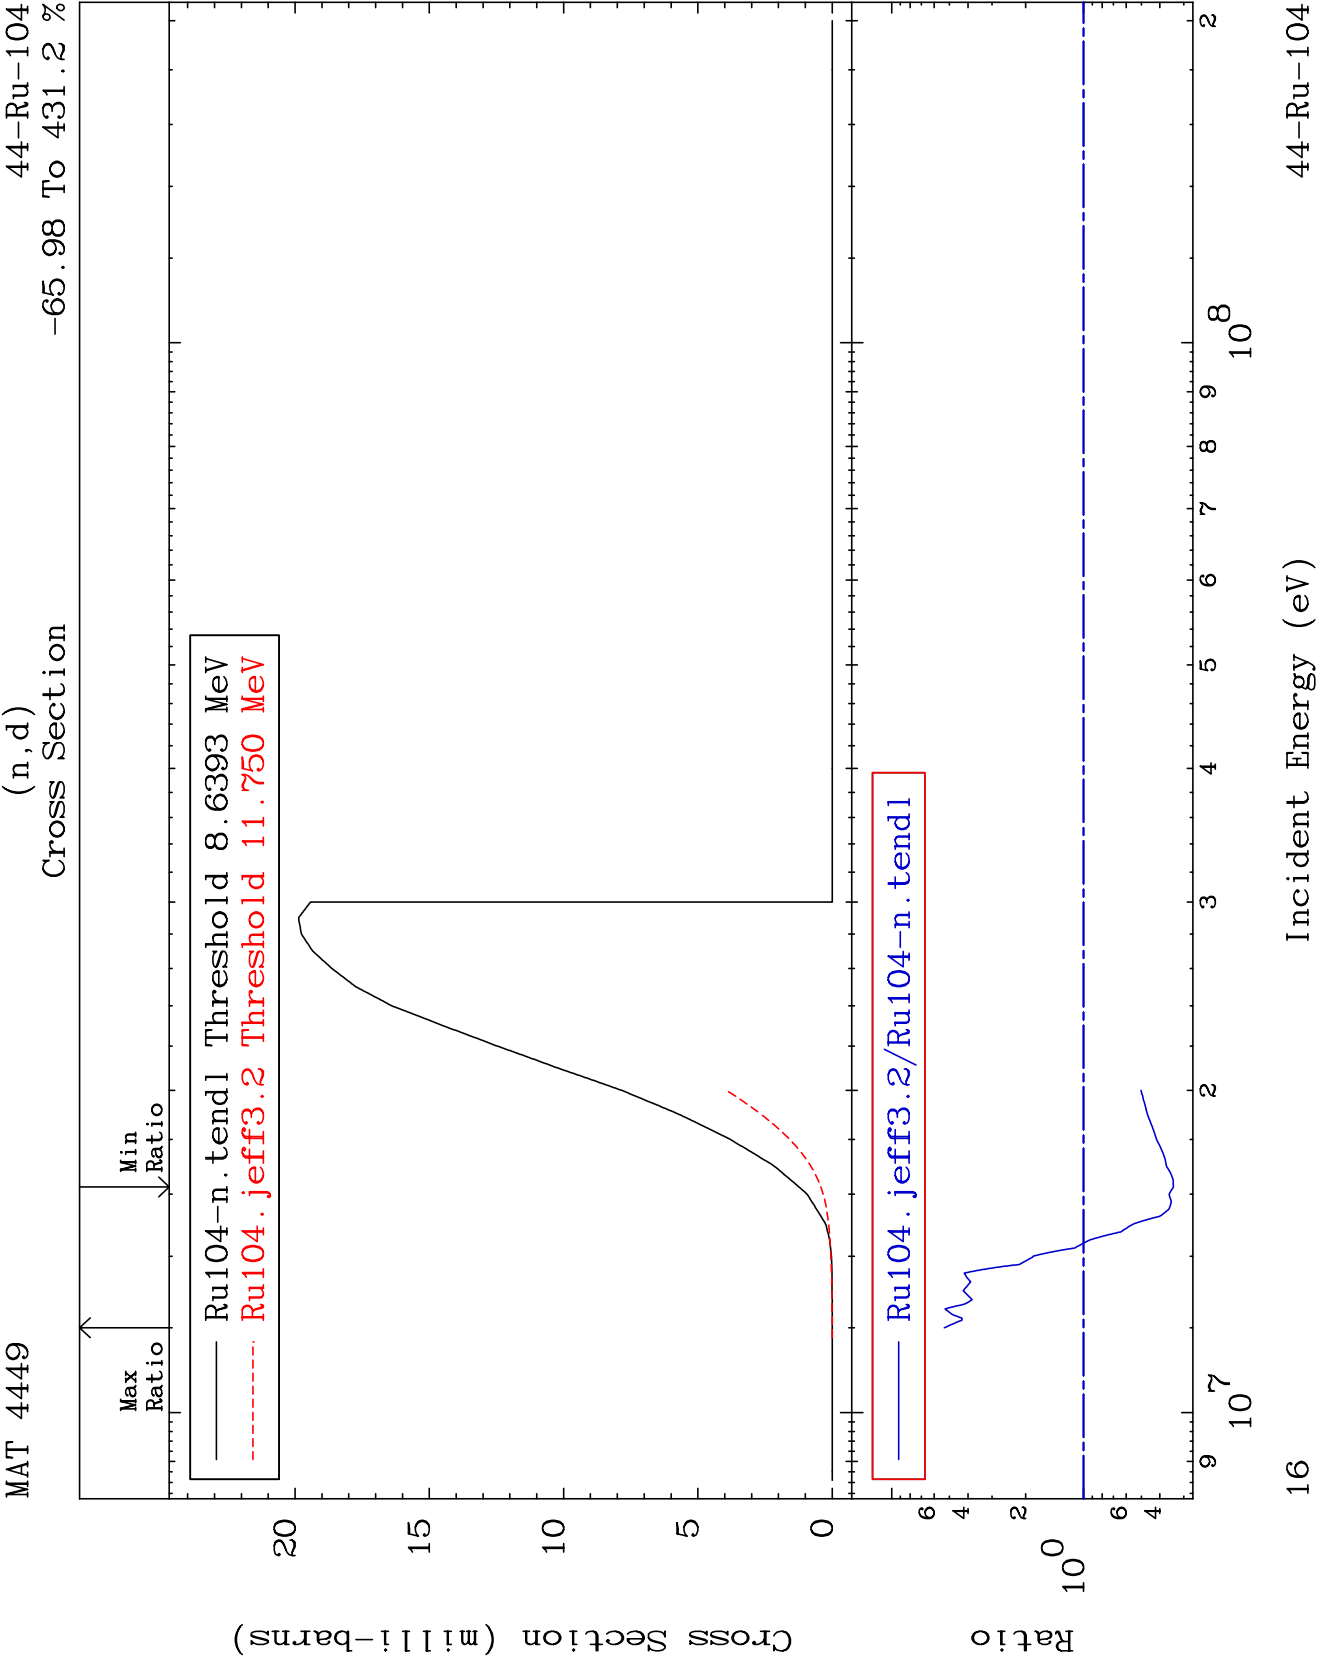 MAT 4449
(n,d)
44-Ru-104
Cross Section
-65.98 To 431.2 %
Max
Ratio
Min
Ratio
Ru104-n.tendl Threshold 8.6393 MeV
Ru104.jeff3.2 Threshold 11.750 MeV
20
15
10
5
0
Cross Section (milli-barns)
Ru104.jeff3.2/Ru104-n.tendl
6
4
2
10^0
6
4
Ratio
9
10^7
2
3
4
5
6
7
8
9
10^8
2
16
Incident Energy (eV)
44-Ru-104